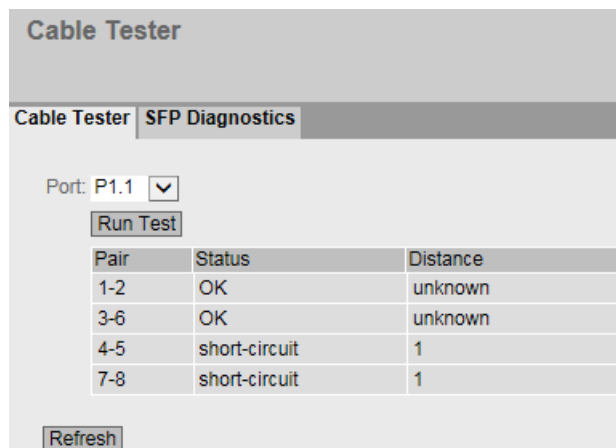 Cable Tester
Cable Tester SFP Diagnostics
Port: P1.1
Run Test
Pair Status Distance
1-2 OK unknown
3-6 OK unknown
4-5 short-circuit 1
7-8 short-circuit 1
Refresh